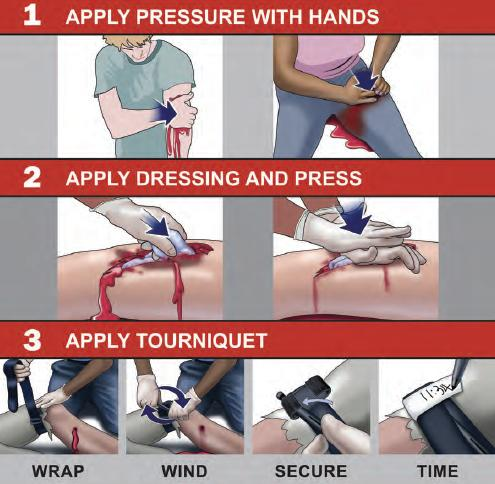 1 APPLY PRESSURE WITH HANDS
2 APPLY DRESSING AND PRESS
3 APPLY TOURNIQUET
WRAP WIND SECURE TIME